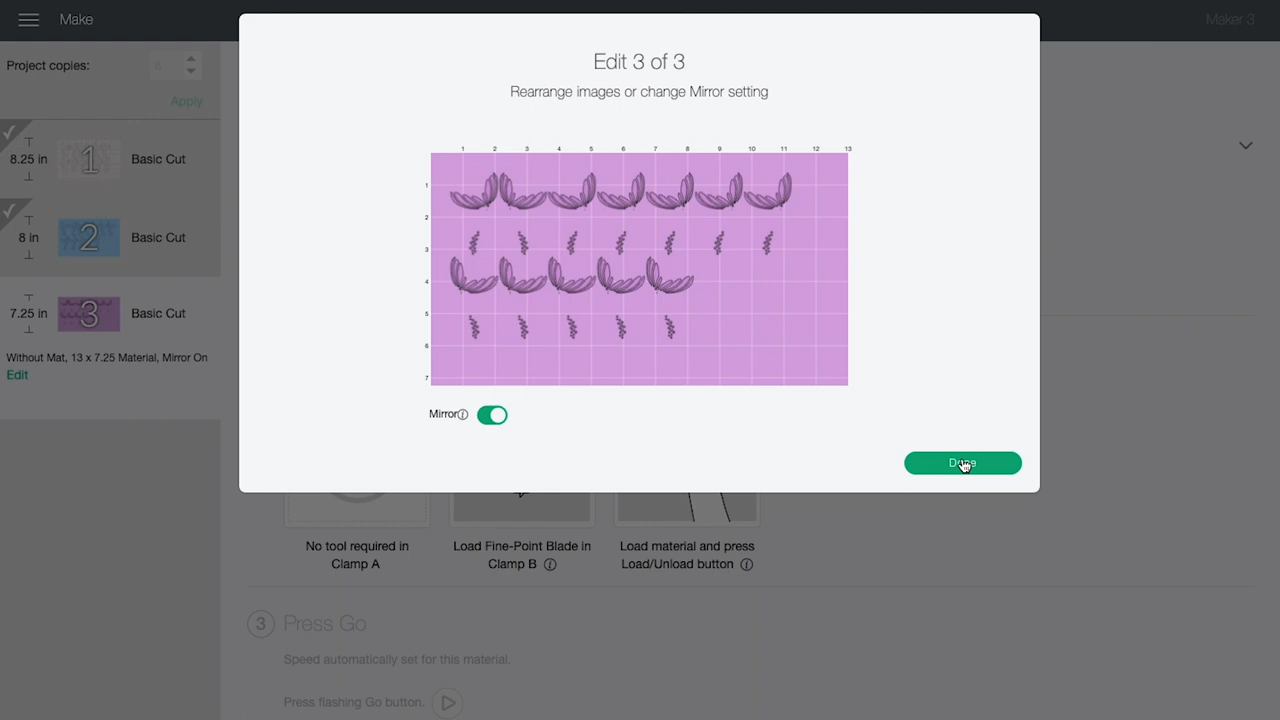 Make
Maker 3
Project copies:
6
Apply
8.25 in
1
Basic Cut
8 in
2
Basic Cut
7.25 in
3
Basic Cut
Without Mat, 13 x 7.25 Material, Mirror On
Edit
Edit 3 of 3
Rearrange images or change Mirror setting
1 2 3 4 5 6 7 8 9 10 11 12 13
1
2
3
4
5
6
7
Mirror
Done
No tool required in
Clamp A
Load Fine-Point Blade in
Clamp B
Load material and press
Load/Unload button
3 Press Go
Speed automatically set for this material.
Press flashing Go button.